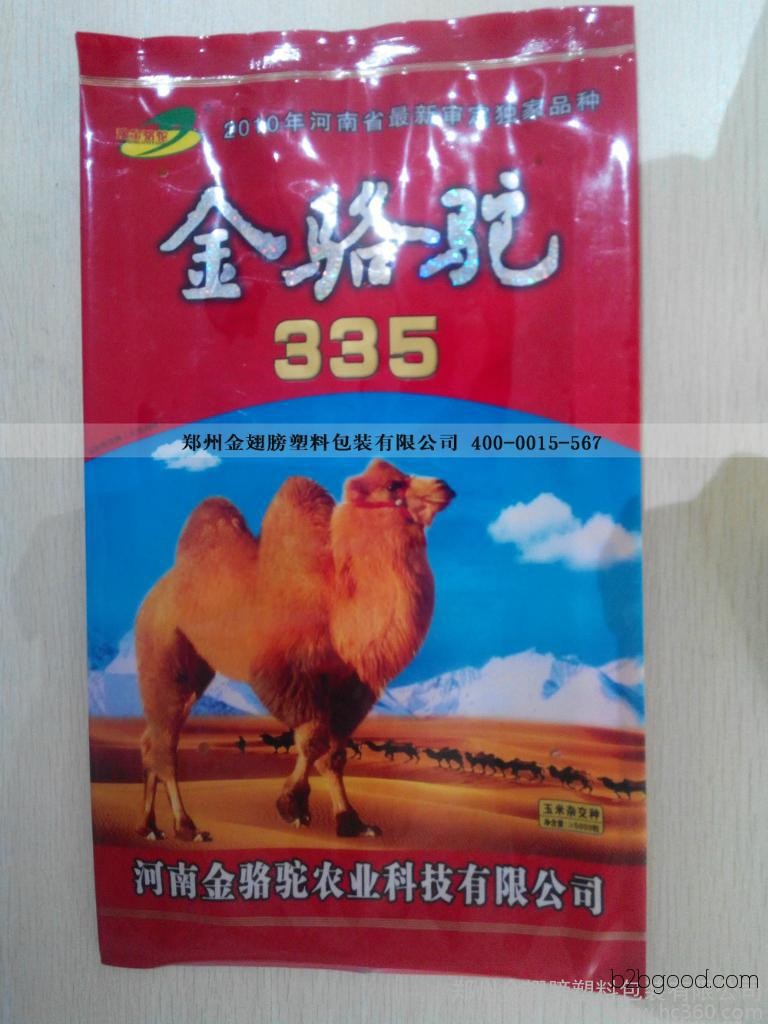 2010年河南省最新审定独家品种
金骆驼
335
郑州金翅膀塑料包装有限公司 400-0015-567
玉米杂交种
河南金骆驼农业科技有限公司
b2bgood.com
hc360.com